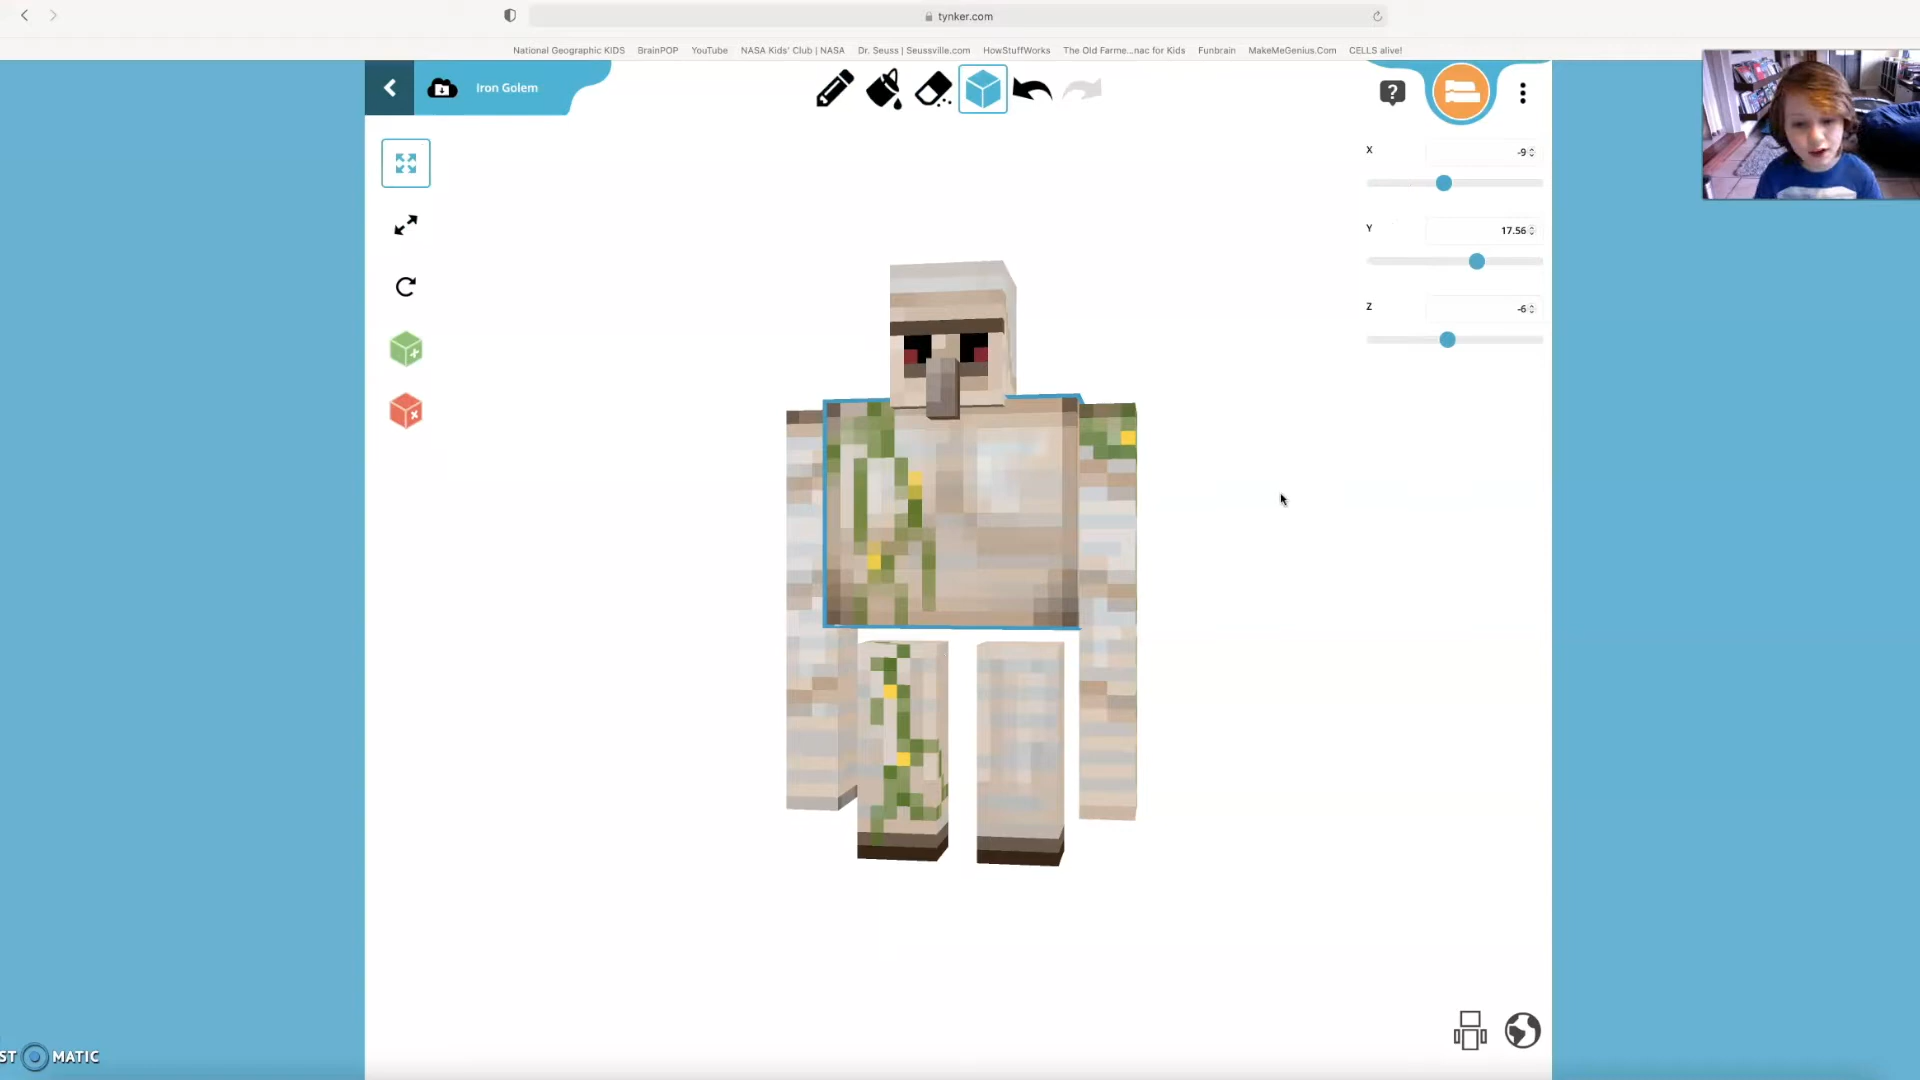 tynker.com
National Geographic KIDS BrainPOP YouTube NASA Kids' Club | NASA Dr. Seuss | Seussville.com HowStuffWorks The Old Farme...nac for Kids Funbrain MakeMeGenius.Com CELLS alive!
Iron Golem
?
X -9
Y 17.56
Z -6
ST MATIC